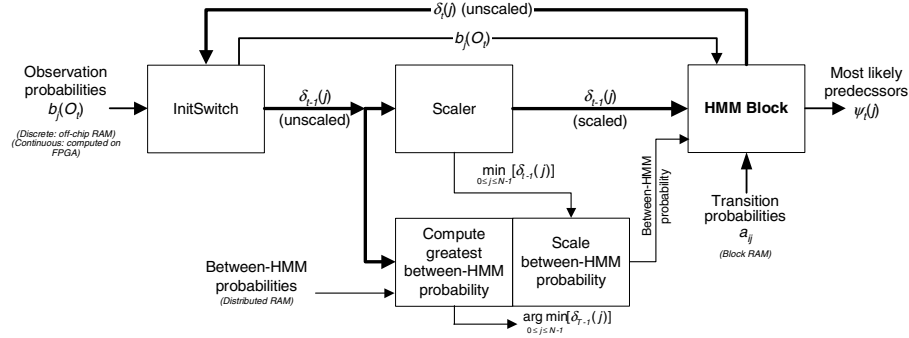 δt(j) (unscaled)
bj(Ot)
Observation
probabilities
bj(Ot)
(Discrete: off-chip RAM)
(Continuous: computed on
FPGA)
InitSwitch
δt-1(j)
(unscaled)
Scaler
δt-1(j)
(scaled)
HMM Block
Most likely
predecssors
ψt(j)
min [δt-1(j)]
0≤ j≤ N-1
Between-HMM
probability
Transition
probabilities
aij
(Block RAM)
Compute
greatest
between-HMM
probability
Scale
between-HMM
probability
Between-HMM
probabilities
(Distributed RAM)
arg min[δT-1(j)]
0≤ j≤ N-1